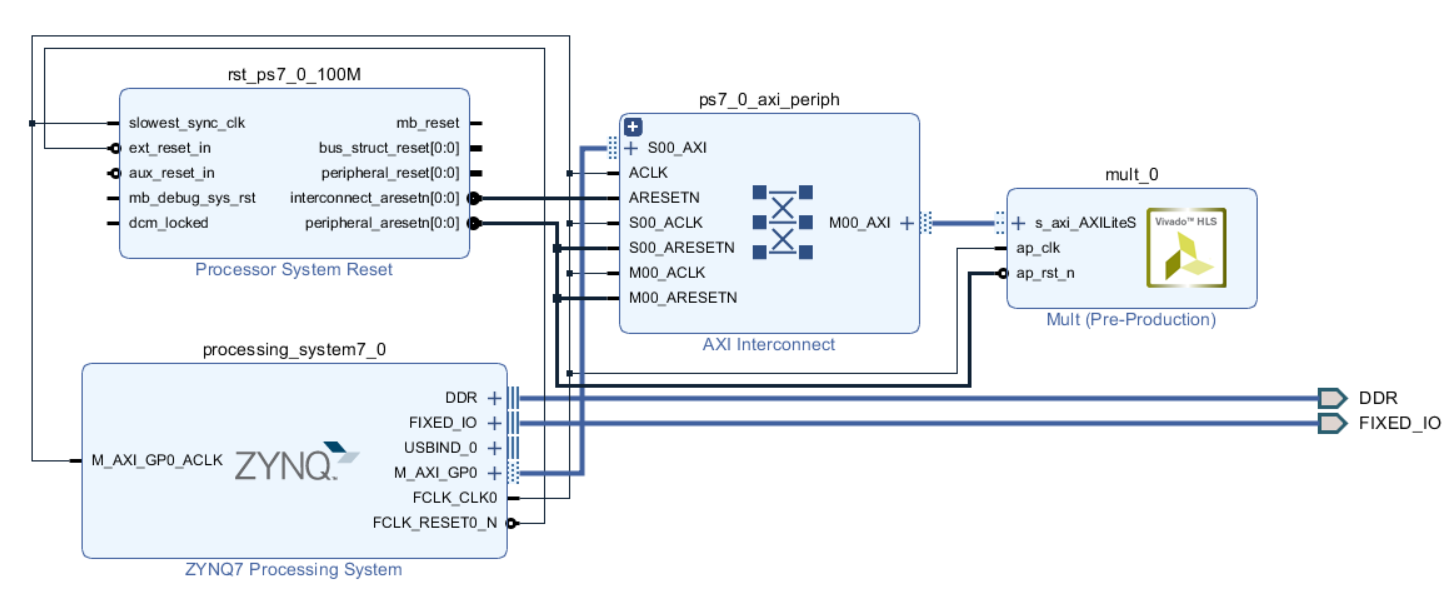 rst_ps7_0_100M
slowest_sync_clk
ext_reset_in
aux_reset_in
mb_debug_sys_rst
dcm_locked
mb_reset
bus_struct_reset[0:0]
peripheral_reset[0:0]
interconnect_aresetn[0:0]
peripheral_aresetn[0:0]
Processor System Reset
ps7_0_axi_periph
S00_AXI
ACLK
ARESETN
S00_ACLK
S00_ARESETN
M00_ACLK
M00_ARESETN
M00_AXI
AXI Interconnect
mult_0
s_axi_AXILiteS
ap_clk
ap_rst_n
Vivado™ HLS
Mult (Pre-Production)
processing_system7_0
M_AXI_GP0_ACLK
ZYNQ
DDR
FIXED_IO
USBIND_0
M_AXI_GP0
FCLK_CLK0
FCLK_RESET0_N
ZYNQ7 Processing System
DDR
FIXED_IO